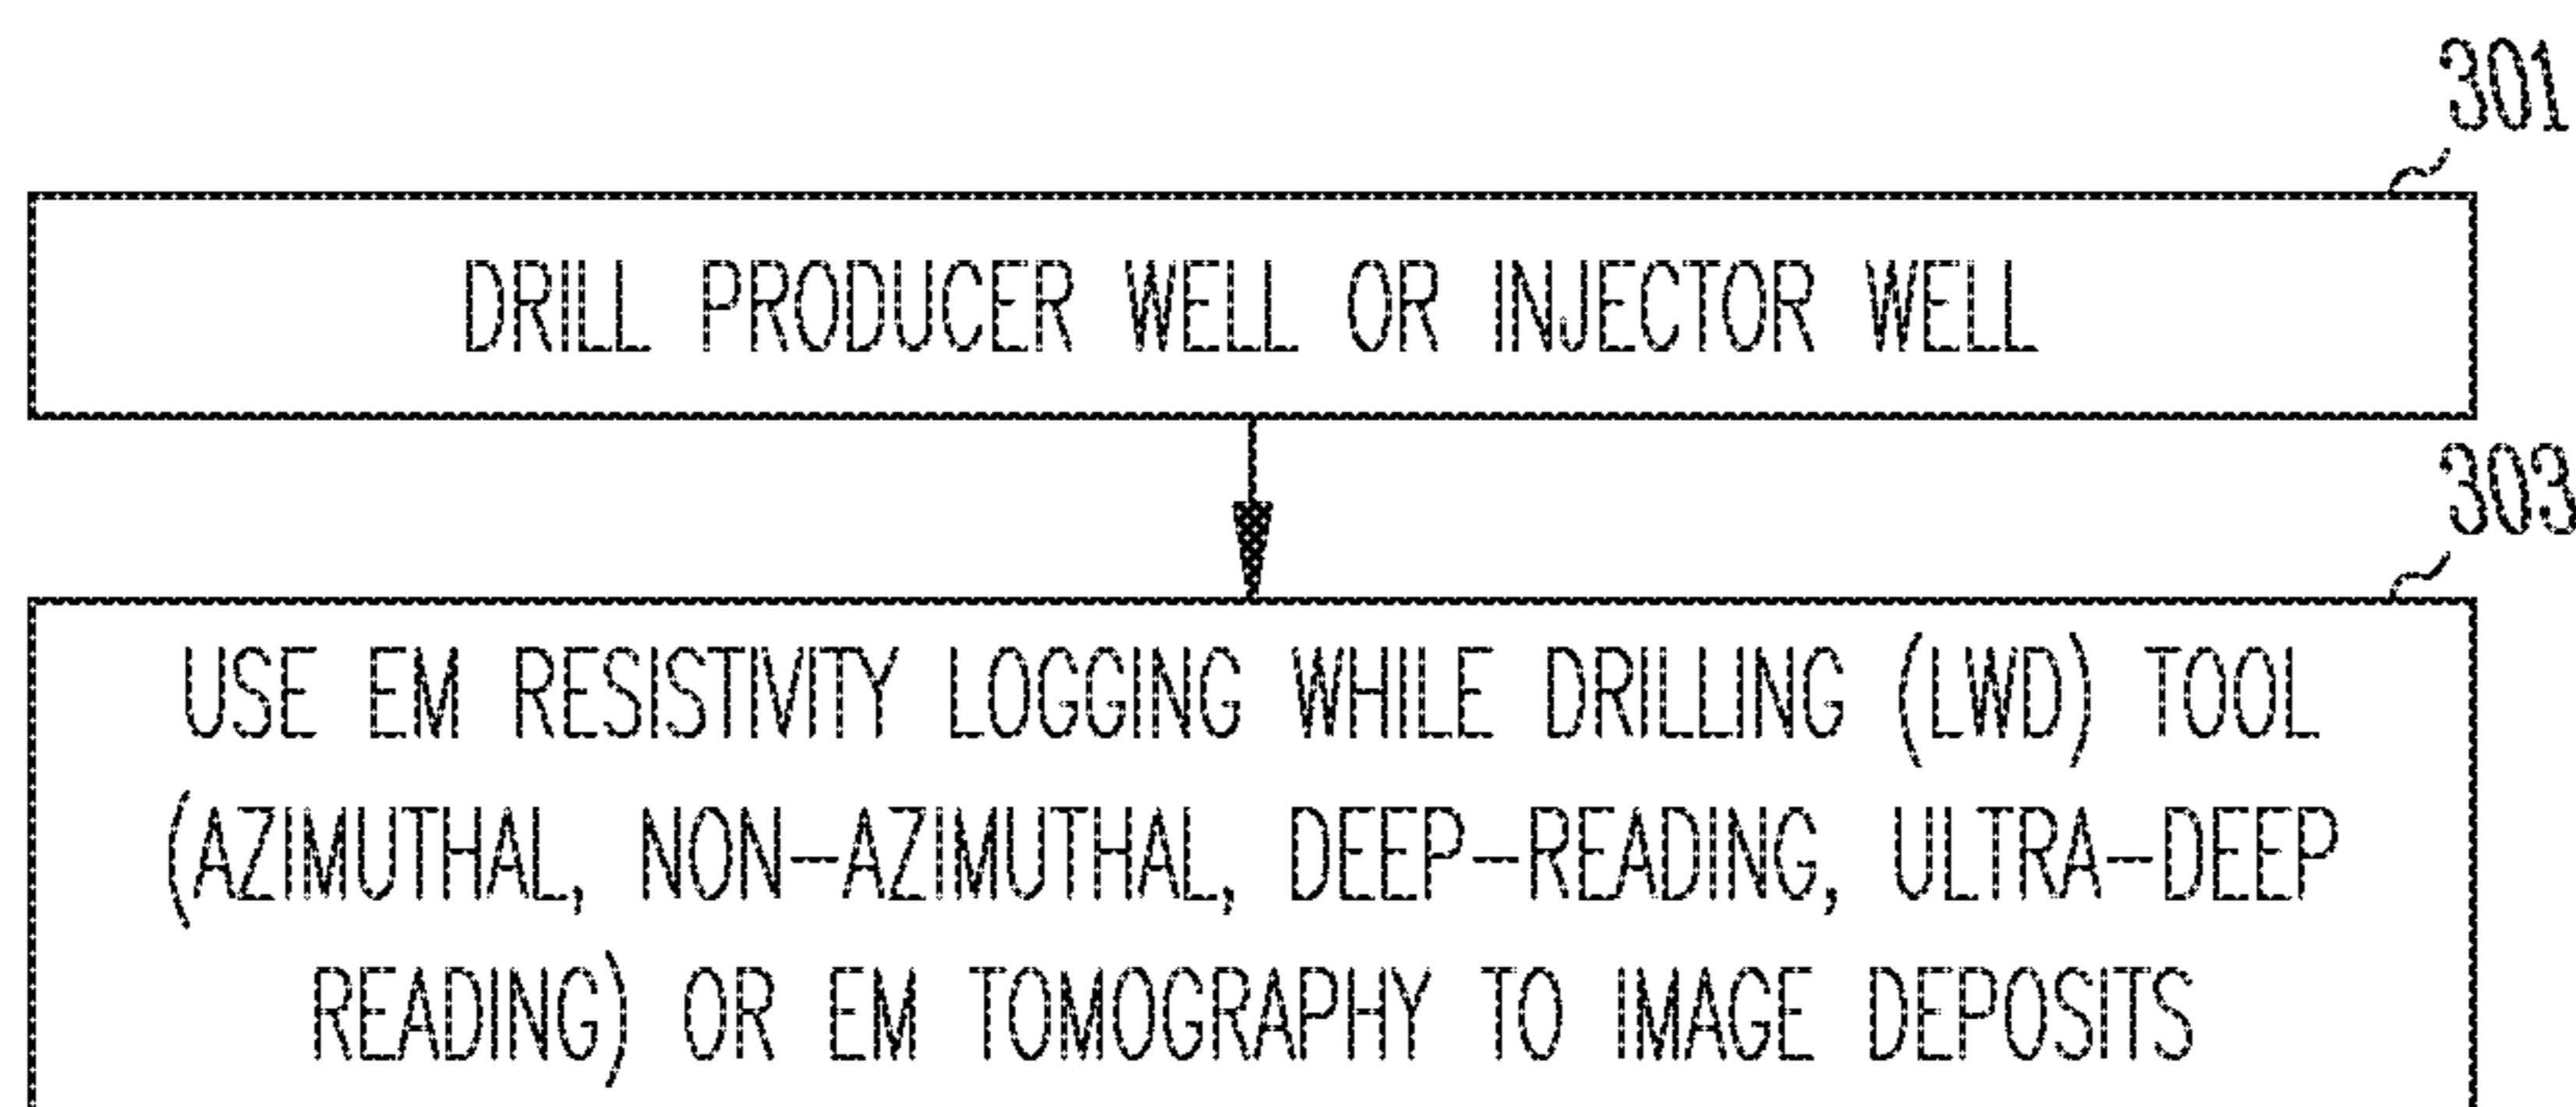 301
DRILL PRODUCER WELL OR INJECTOR WELL
303
USE EM RESISTIVITY LOGGING WHILE DRILLING (LWD) TOOL
(AZIMUTHAL, NON-AZIMUTHAL, DEEP-READING, ULTRA-DEEP
READING) OR EM TOMOGRAPHY TO IMAGE DEPOSITS